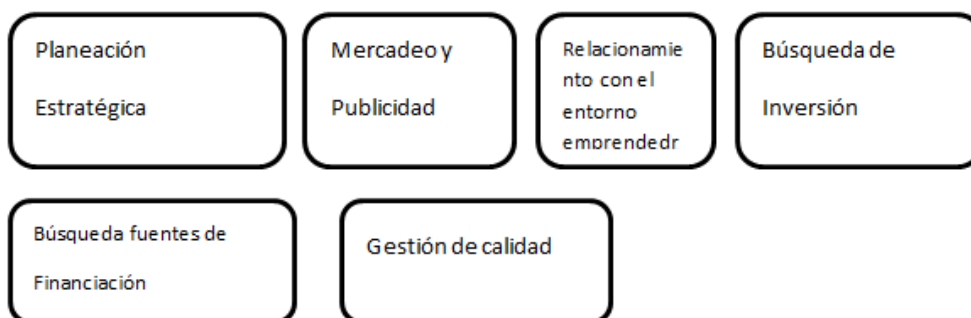 Planeación
Estratégica
Mercadeo y
Publicidad
Relacionamie
nto con el
entorno
emprendedr
Búsqueda de
Inversión
Búsqueda fuentes de
Financiación
Gestión de calidad